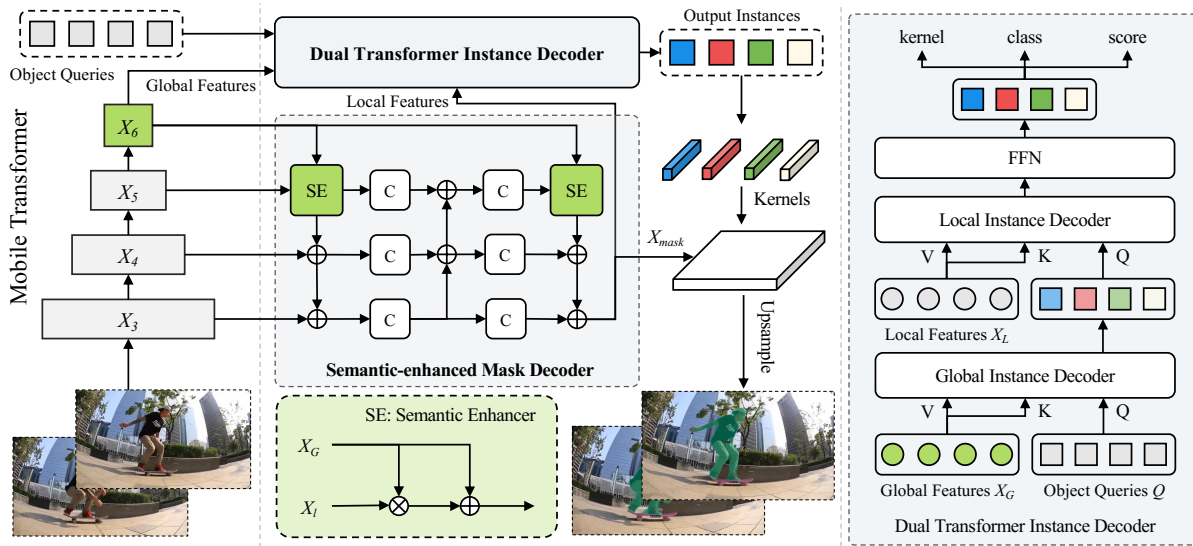 Object Queries
Global Features
Mobile Transformer
X6
X5
X4
X3
Dual Transformer Instance Decoder
Local Features
SE
C
C
SE
C
C
C
C
Semantic-enhanced Mask Decoder
SE: Semantic Enhancer
XG
Xl
Output Instances
Kernels
Xmask
Upsample
kernel class score
FFN
Local Instance Decoder
V K Q
Local Features XL
Global Instance Decoder
V K Q
Global Features XG Object Queries Q
Dual Transformer Instance Decoder